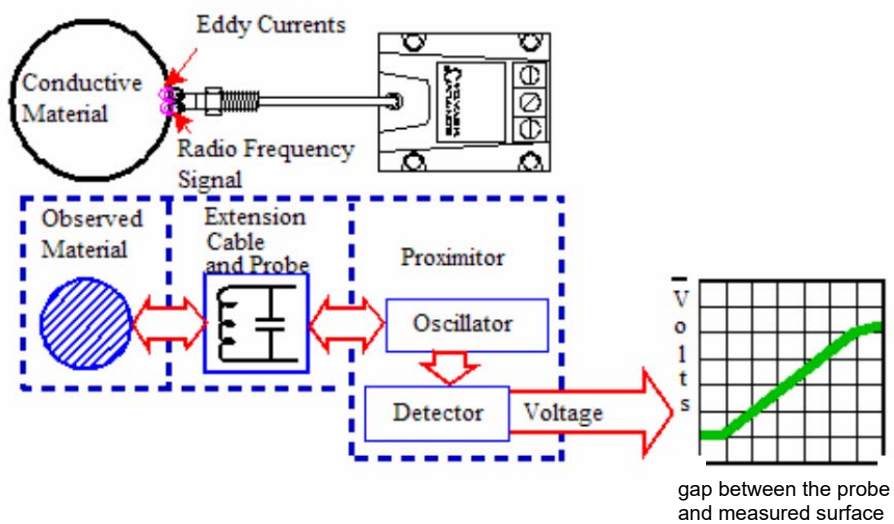 Eddy Currents
Conductive
Material
Radio Frequency
Signal
Observed
Material
Extension
Cable
and Probe
Proximitor
Oscillator
Detector
Voltage
V
o
l
t
s
gap between the probe
and measured surface